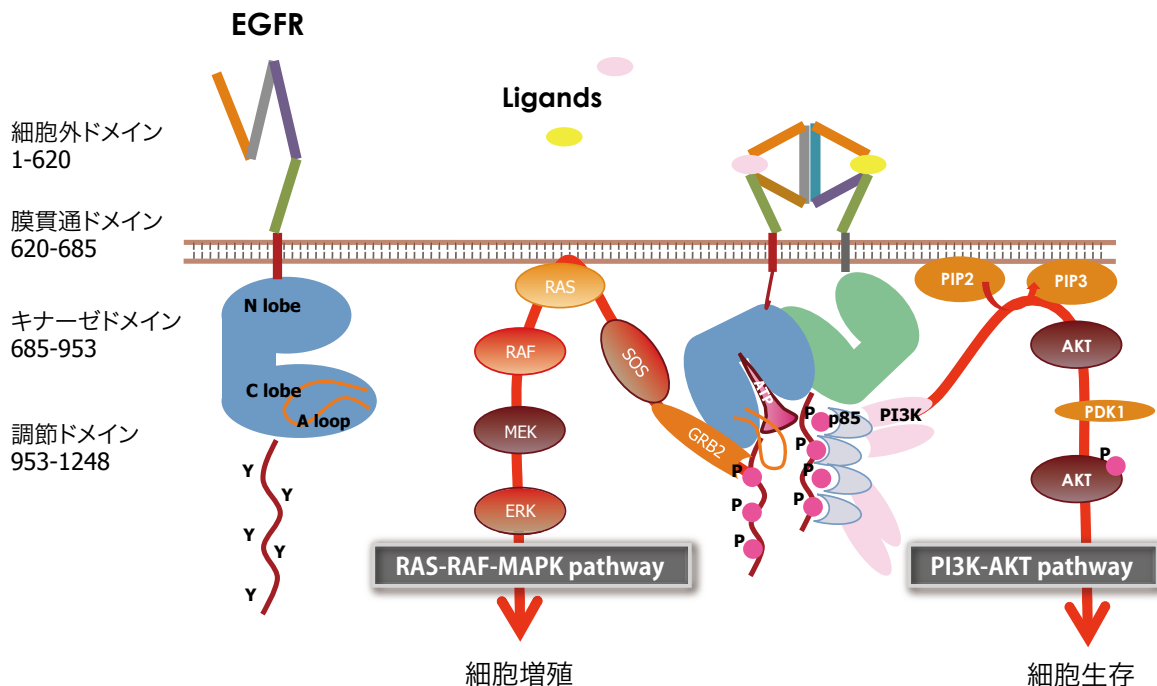 EGFR
Ligands
細胞外ドメイン
1-620
膜貫通ドメイン
620-685
キナーゼドメイン
685-953
調節ドメイン
953-1248
N lobe
C lobe
A loop
Y
Y
Y
Y
Y
RAS
RAF
MEK
ERK
SOS
GRB2
ATP
P
P
P
P
P
P
P
p85
PI3K
PIP2
PIP3
AKT
PDK1
P
AKT
RAS-RAF-MAPK pathway
PI3K-AKT pathway
細胞増殖
細胞生存